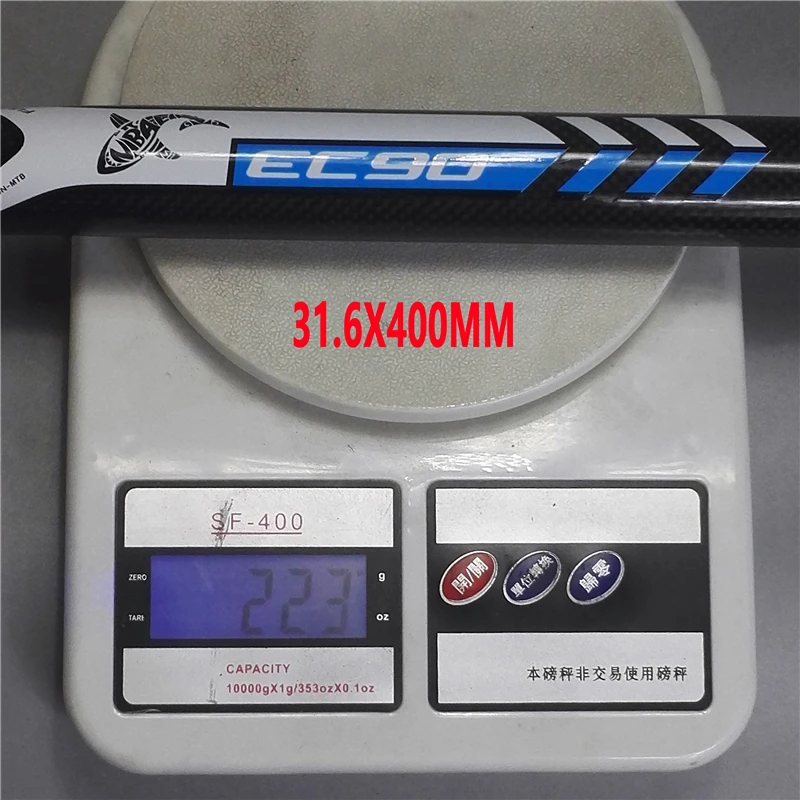 N-MTB
EC90
31.6X400MM
SF-400
ZERO
g
223
TARE
oz
CAPACITY
10000gX1g/353ozX0.1oz
開/關
單位轉換
歸零
本磅秤非交易使用磅秤